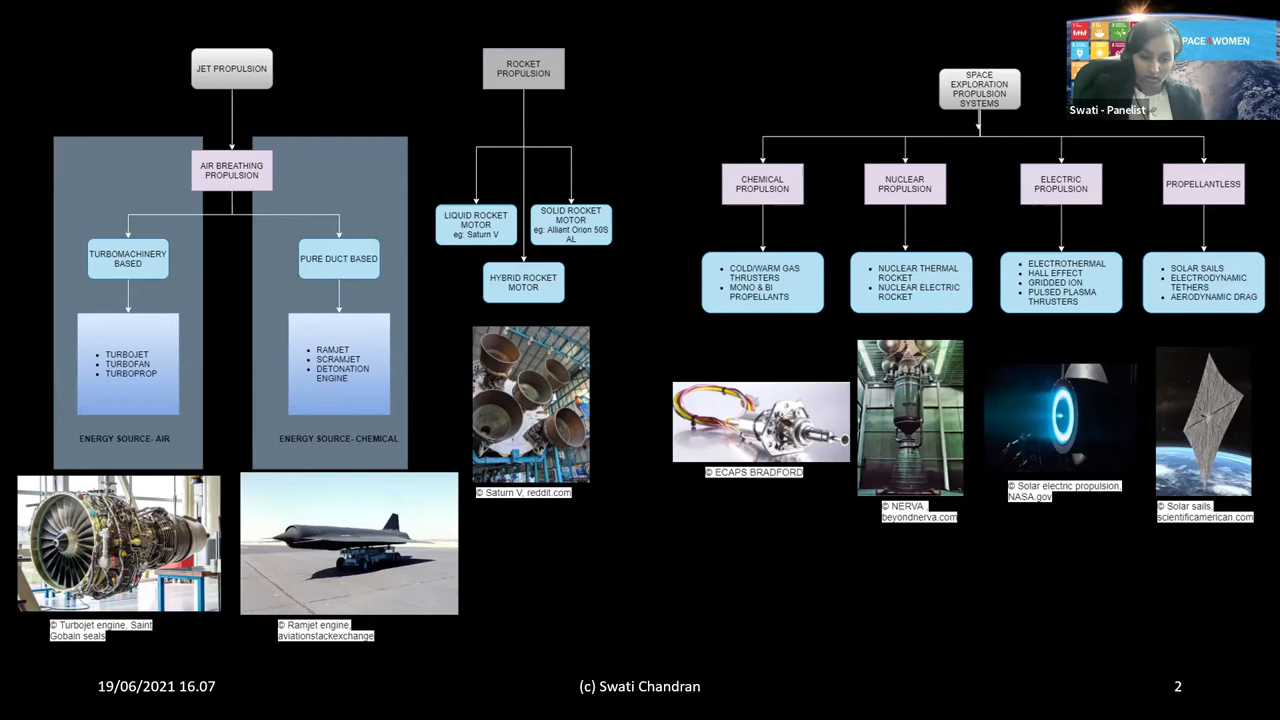 JET PROPULSION
AIR BREATHING
PROPULSION
TURBOMACHINERY
BASED
PURE DUCT BASED
• TURBOJET
• TURBOFAN
• TURBOPROP
• RAMJET
• SCRAMJET
• DETONATION
ENGINE
ENERGY SOURCE- AIR
ENERGY SOURCE- CHEMICAL
© Turbojet engine, Saint
Gobain seals
© Ramjet engine,
aviationstackexchange
ROCKET
PROPULSION
LIQUID ROCKET
MOTOR
eg: Saturn V
SOLID ROCKET
MOTOR
eg: Alliant Orion 50S
AL
HYBRID ROCKET
MOTOR
© Saturn V, reddit.com
SPACE
EXPLORATION
PROPULSION
SYSTEMS
CHEMICAL
PROPULSION
NUCLEAR
PROPULSION
ELECTRIC
PROPULSION
PROPELLANTLESS
• COLD/WARM GAS
THRUSTERS
• MONO & BI
PROPELLANTS
• NUCLEAR THERMAL
ROCKET
• NUCLEAR ELECTRIC
ROCKET
• ELECTROTHERMAL
• HALL EFFECT
• GRIDDED ION
• PULSED PLASMA
THRUSTERS
• SOLAR SAILS
• ELECTRODYNAMIC
TETHERS
• AERODYNAMIC DRAG
© ECAPS BRADFORD
© NERVA ,
beyondnerva.com
© Solar electric propulsion,
NASA.gov
© Solar sails,
scientificamerican.com
PACE4WOMEN
Swati - Panelist
19/06/2021 16.07
(c) Swati Chandran
2